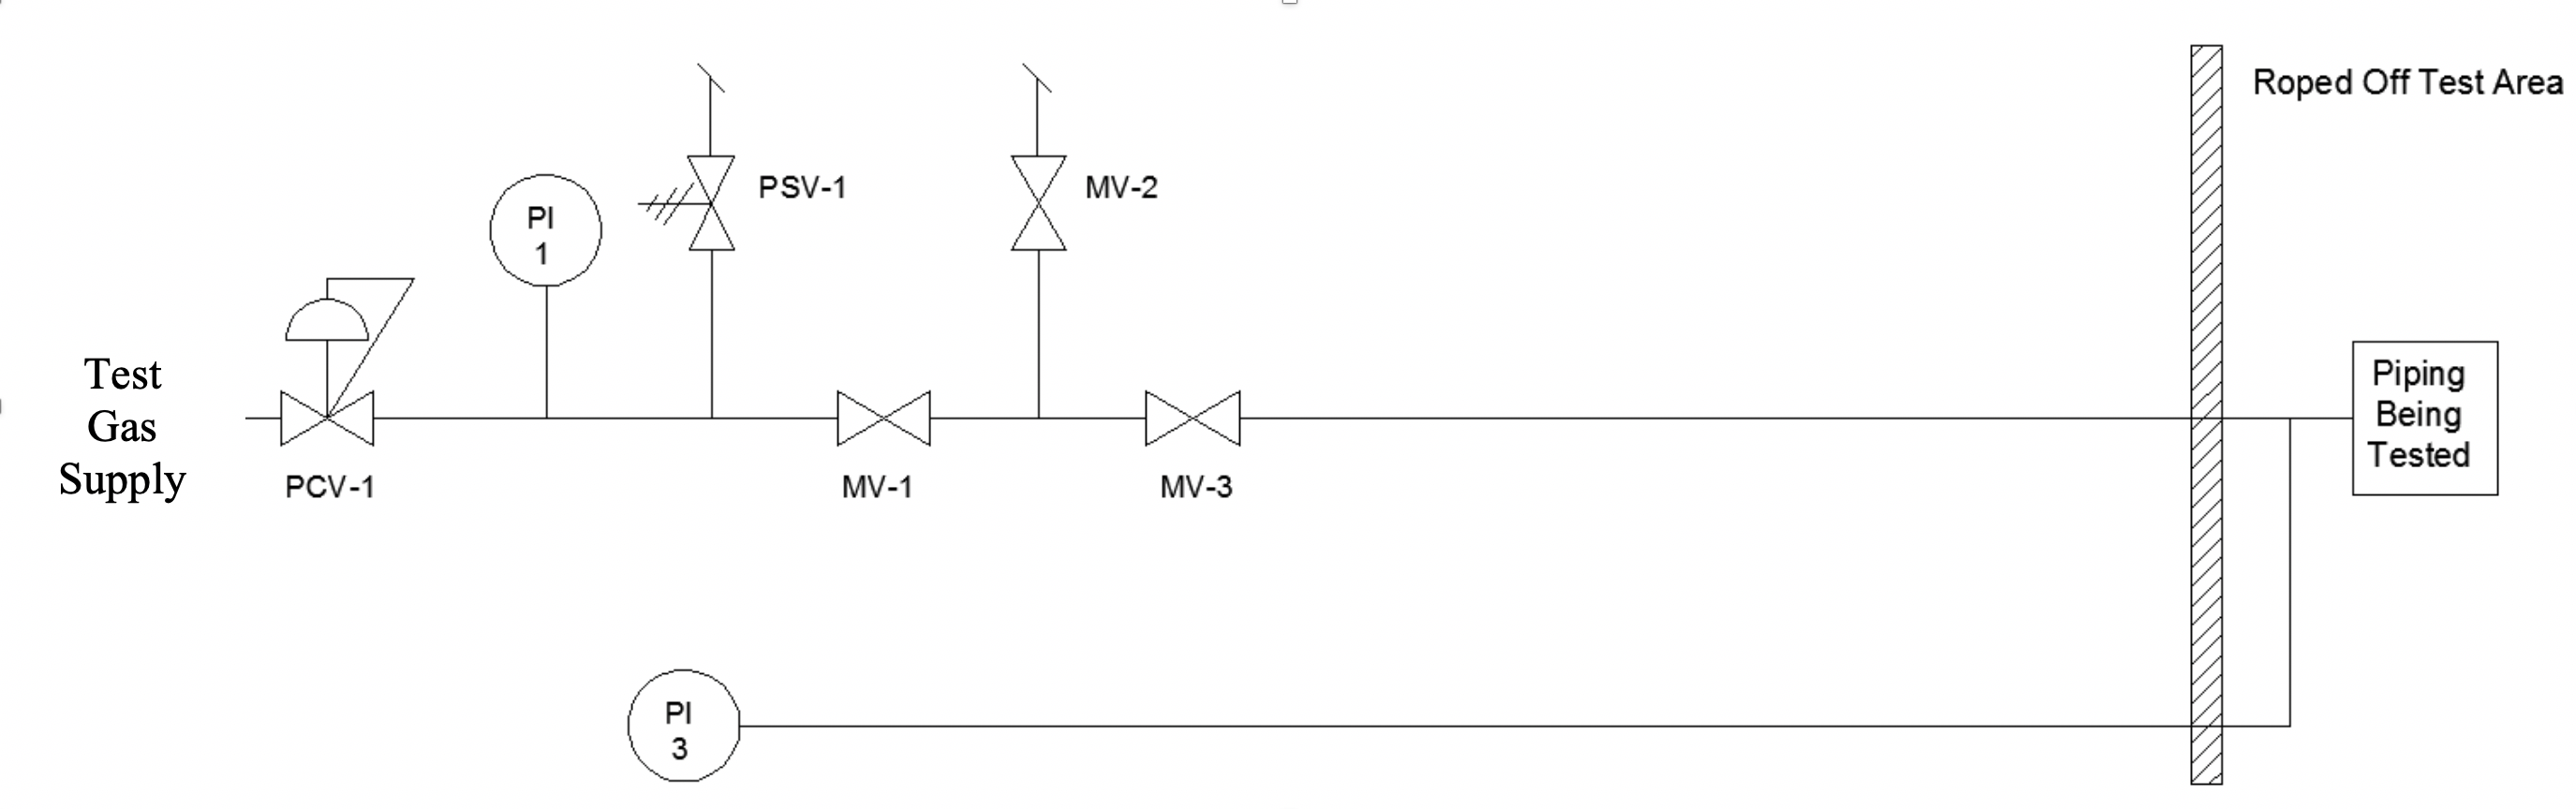 Roped Off Test Area
PSV-1
MV-2
PI
1
Test
Gas
Supply
PCV-1
MV-1
MV-3
Piping
Being
Tested
PI
3